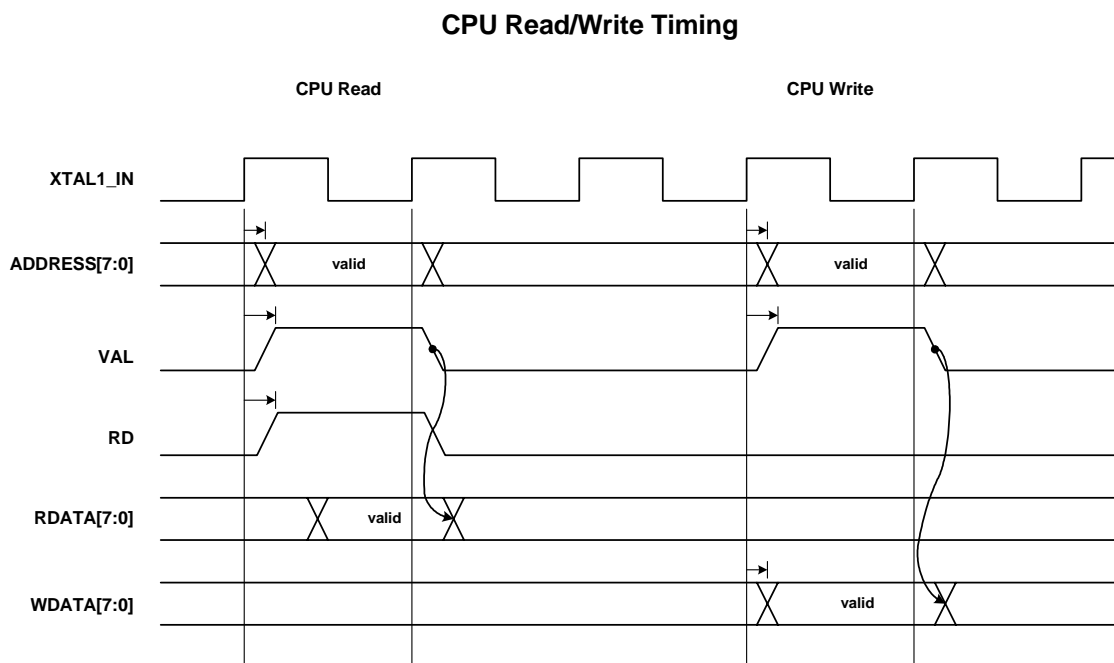 CPU Read/Write Timing
CPU Read
CPU Write
XTAL1_IN
ADDRESS[7:0]
valid
valid
VAL
RD
RDATA[7:0]
valid
WDATA[7:0]
valid